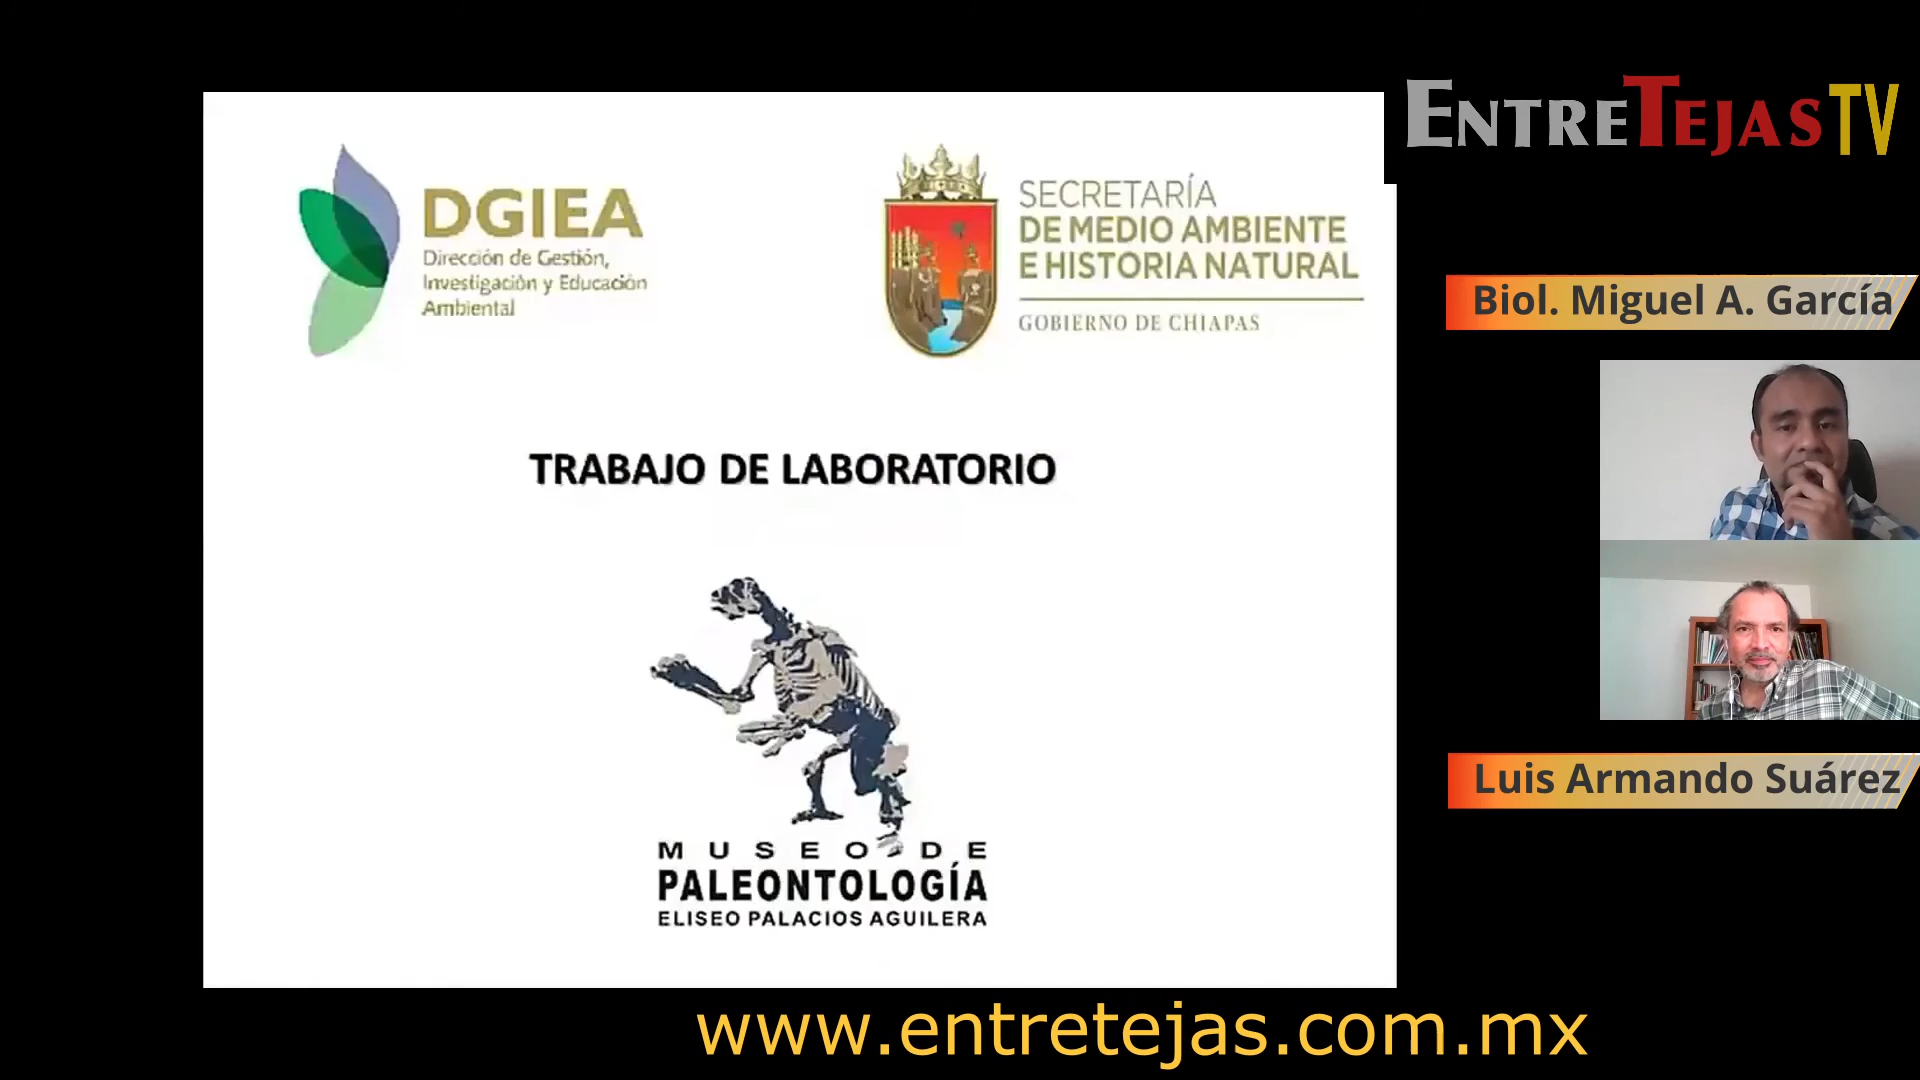 ENTRETEJASTV
DGIEA
Dirección de Gestión,
Investigación y Educación
Ambiental
SECRETARÍA
DE MEDIO AMBIENTE
E HISTORIA NATURAL
GOBIERNO DE CHIAPAS
Biol. Miguel A. García
TRABAJO DE LABORATORIO
Luis Armando Suárez
MUSEO DE
PALEONTOLOGÍA
ELISEO PALACIOS AGUILERA
www.entretejas.com.mx